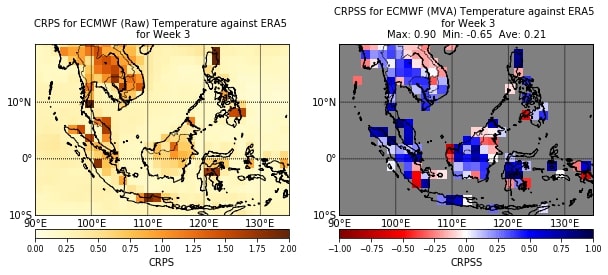 CRPS for ECMWF (Raw) Temperature against ERA5
for Week 3
10°N
0°
10°S
90°E 100°E 110°E 120°E 130°E
0.00 0.25 0.50 0.75 1.00 1.25 1.50 1.75 2.00
CRPS
CRPSS for ECMWF (MVA) Temperature against ERA5
for Week 3
Max: 0.90 Min: -0.65 Ave: 0.21
10°N
0°
10°S
90°E 100°E 110°E 120°E 130°E
−1.00 −0.75 −0.50 −0.25 0.00 0.25 0.50 0.75 1.00
CRPSS